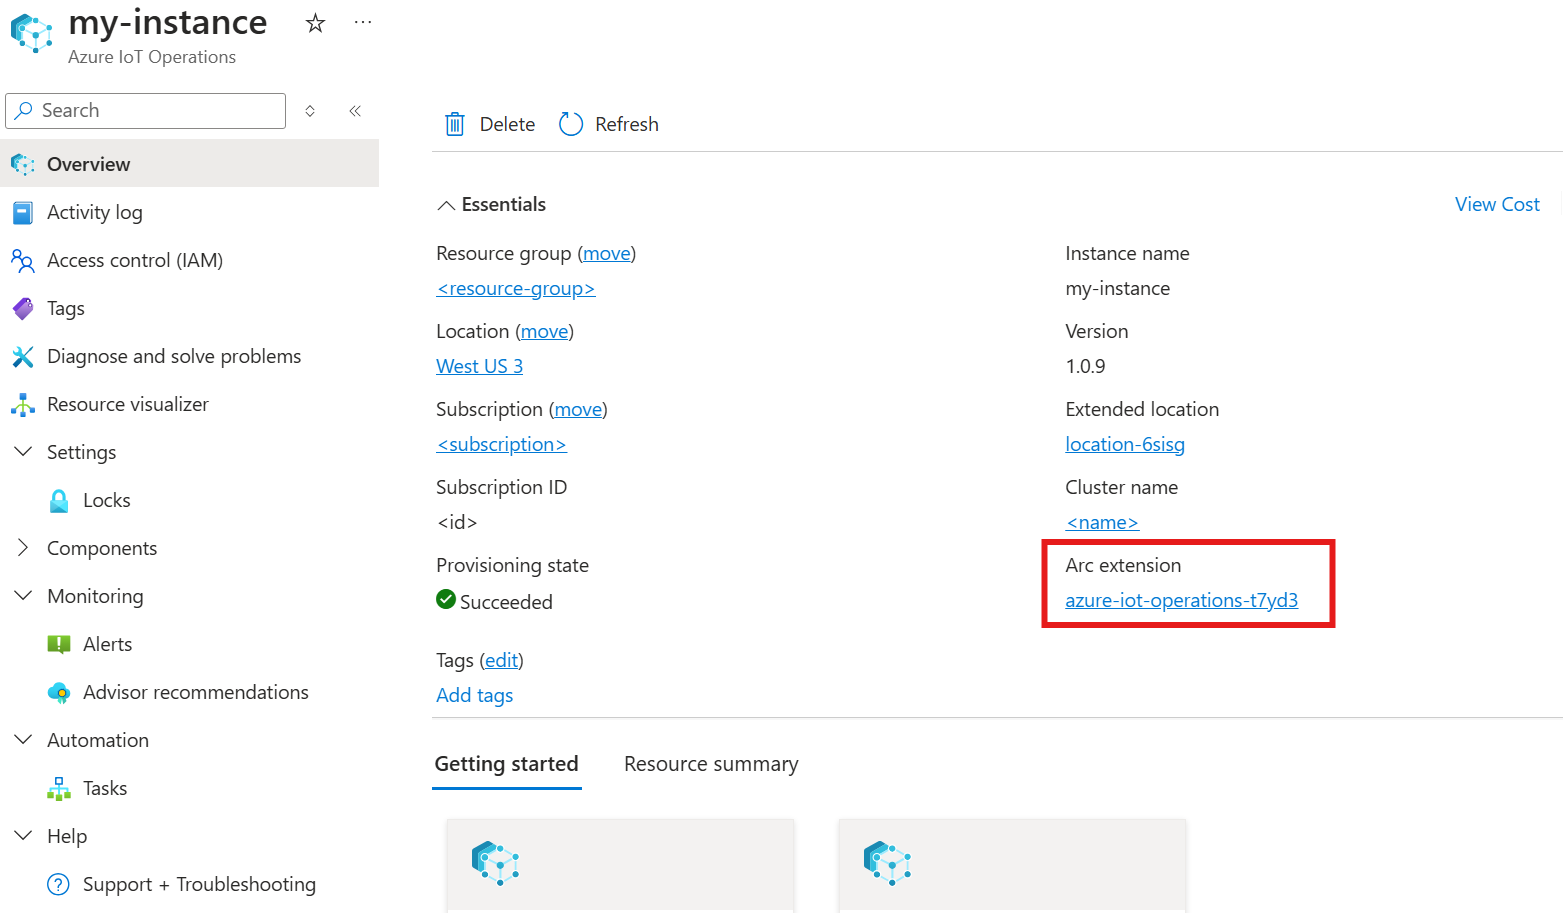 my-instance
Azure IoT Operations
Search
Overview
Activity log
Access control (IAM)
Tags
Diagnose and solve problems
Resource visualizer
Settings
Locks
Components
Monitoring
Alerts
Advisor recommendations
Automation
Tasks
Help
Support + Troubleshooting
Delete
Refresh
Essentials
View Cost
Resource group (move)
<resource-group>
Location (move)
West US 3
Subscription (move)
<subscription>
Subscription ID
<id>
Provisioning state
Succeeded
Instance name
my-instance
Version
1.0.9
Extended location
location-6sisg
Cluster name
<name>
Arc extension
azure-iot-operations-t7yd3
Tags (edit)
Add tags
Getting started
Resource summary